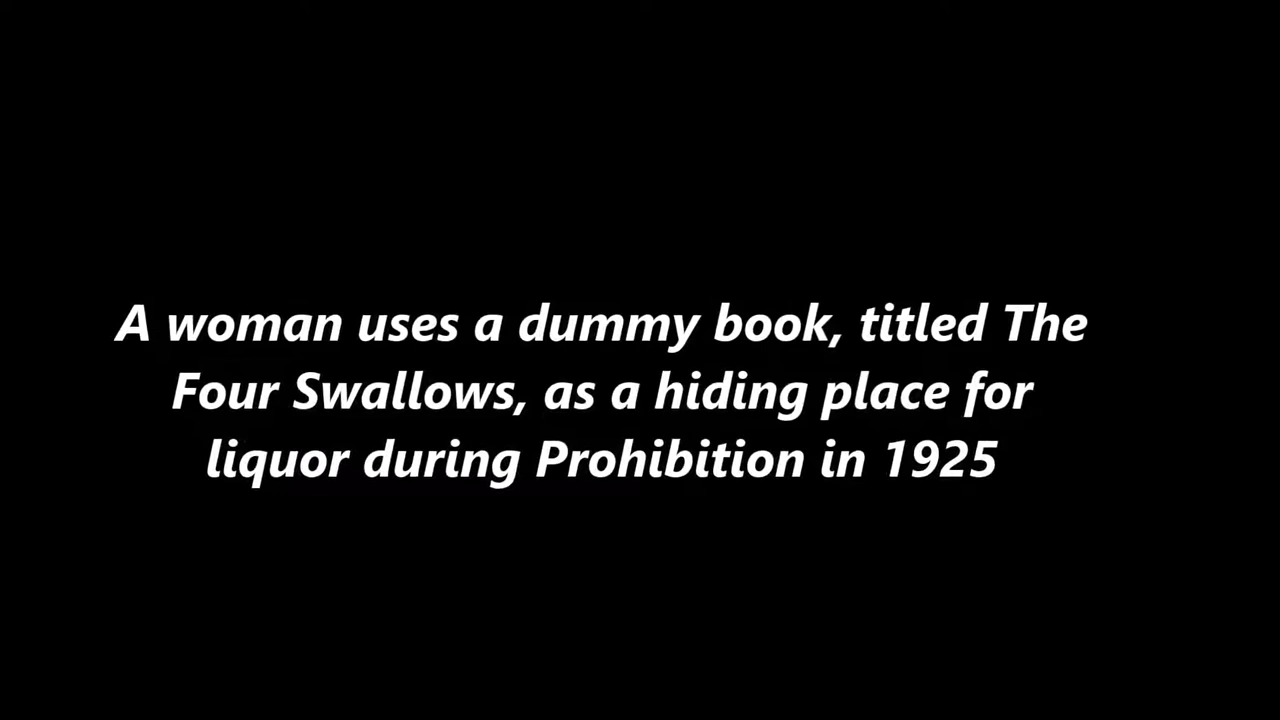 A woman uses a dummy book, titled The
Four Swallows, as a hiding place for
liquor during Prohibition in 1925